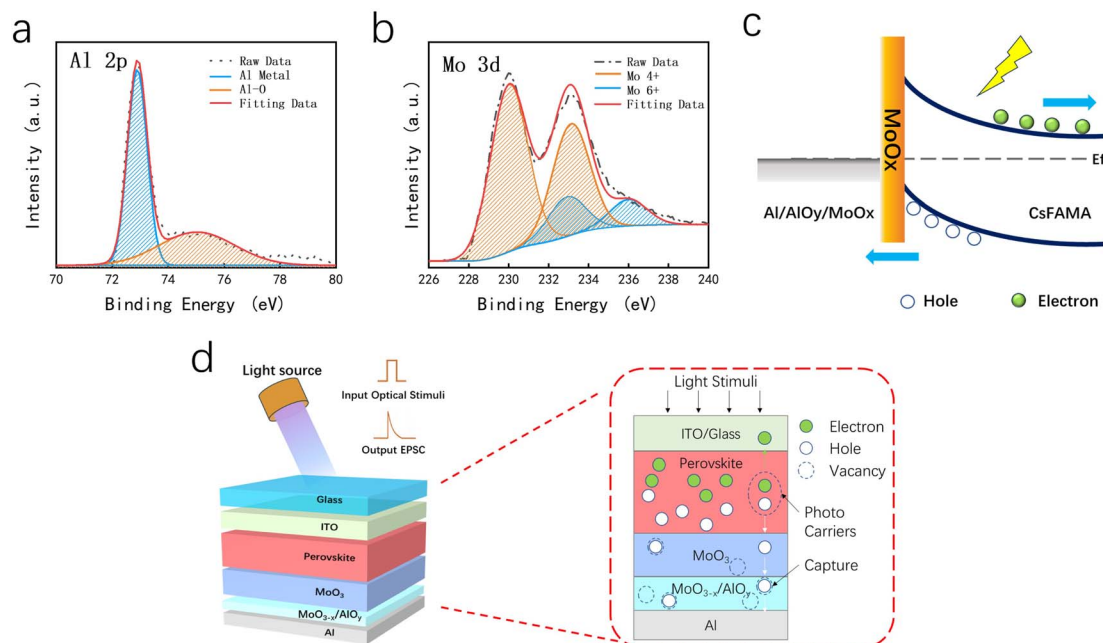 a
Al 2p
Raw Data
Al Metal
Al-O
Fitting Data
Intensity (a. u.)
70 72 74 76 78 80
Binding Energy (eV)
b
Mo 3d
Raw Data
Mo 4+
Mo 6+
Fitting Data
Intensity (a. u.)
226 228 230 232 234 236 238 240
Binding Energy (eV)
c
MoOx
Ef
Al/AlOy/MoOx
CsFAMA
Hole
Electron
d
Light source
Input Optical Stimuli
Output EPSC
Glass
ITO
Perovskite
MoO₃
MoO₃₋ₓ/AlOᵧ
Al
Light Stimuli
ITO/Glass
Perovskite
MoO₃
MoO₃₋ₓ/AlOᵧ
Al
Electron
Hole
Vacancy
Photo
Carriers
Capture